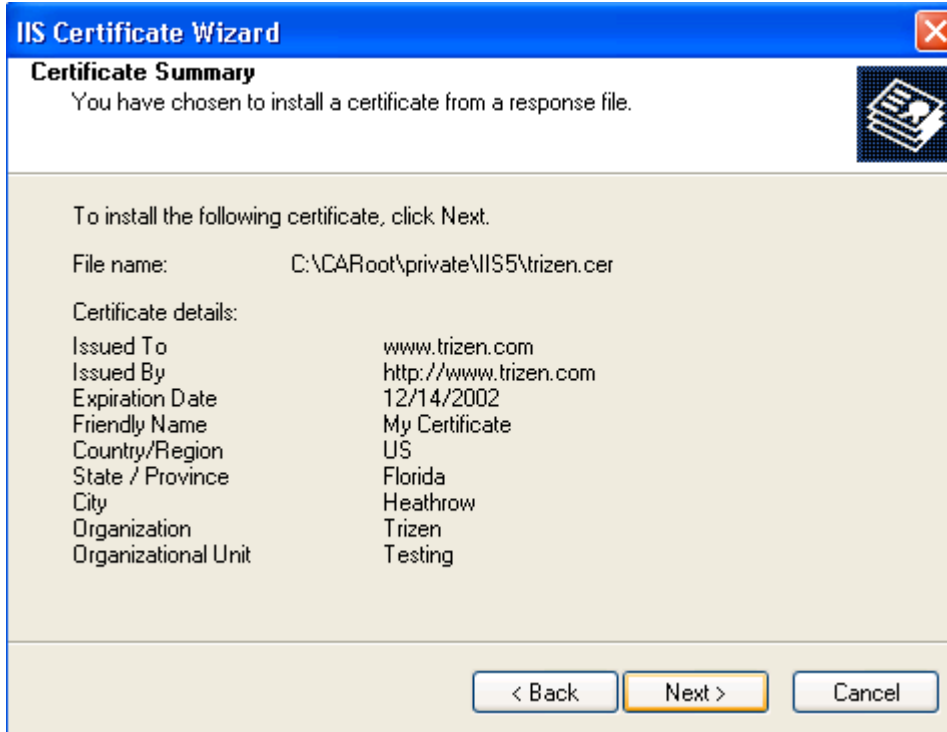 IIS Certificate Wizard
Certificate Summary
You have chosen to install a certificate from a response file.
To install the following certificate, click Next.
File name: C:\CARoot\private\IIS5\trizen.cer
Certificate details:
Issued To www.trizen.com
Issued By http://www.trizen.com
Expiration Date 12/14/2002
Friendly Name My Certificate
Country/Region US
State / Province Florida
City Heathrow
Organization Trizen
Organizational Unit Testing
< Back Next > Cancel